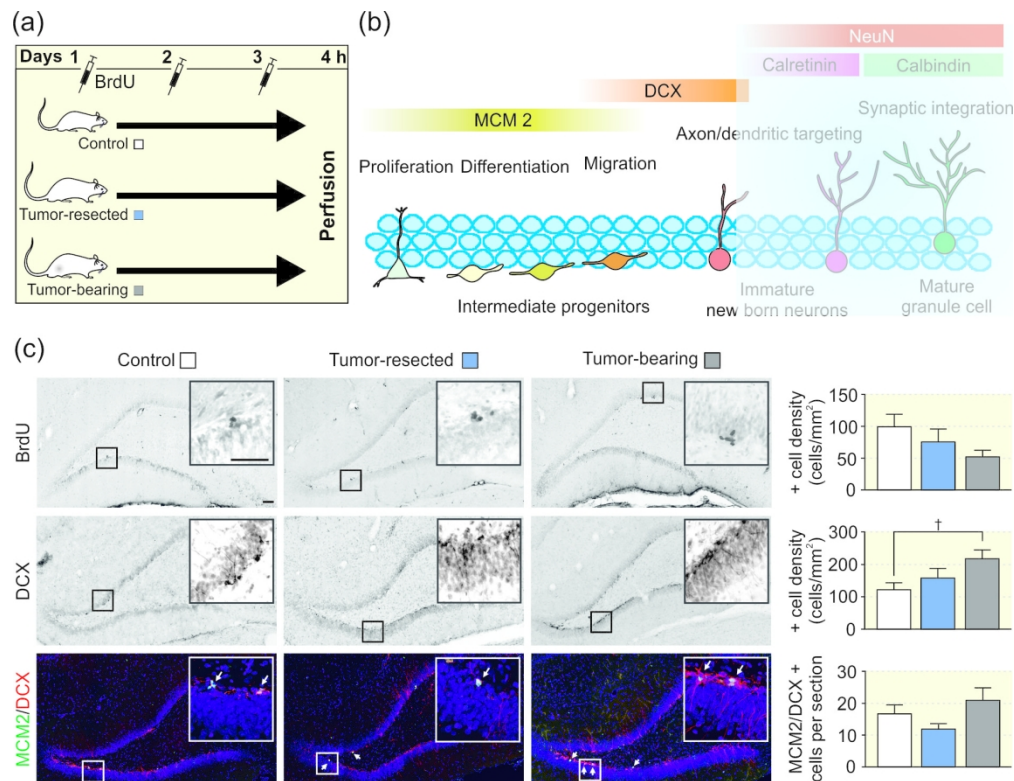 (a)
Days 1 2 3 4 h
BrdU
Control
Tumor-resected
Tumor-bearing
Perfusion
(b)
NeuN
Calretinin Calbindin
DCX
Synaptic integration
MCM 2
Axon/dendritic targeting
Proliferation Differentiation Migration
Intermediate progenitors
Immature
new born neurons
Mature
granule cell
(c)
Control Tumor-resected Tumor-bearing
BrdU
+ cell density
(cells/mm²)
150
100
50
0
DCX
+ cell density
(cells/mm²)
300
200
100
0
†
MCM2/DCX
MCM2/DCX +
cells per section
30
20
10
0